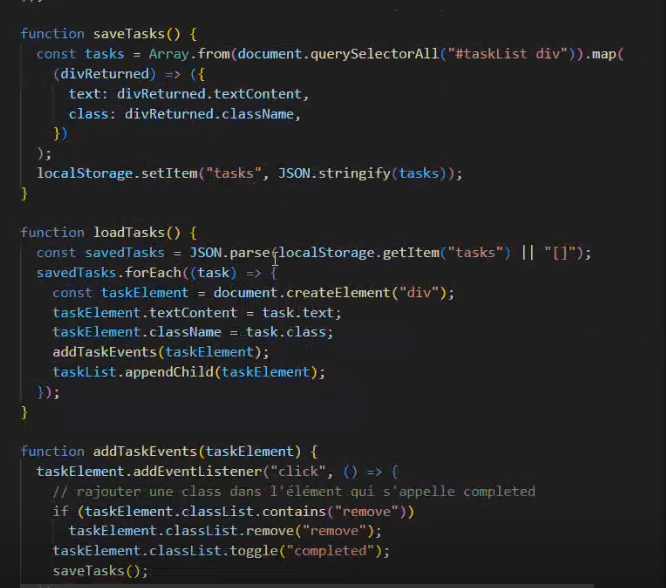 function saveTasks() {
const tasks = Array.from(document.querySelectorAll("#taskList div")).map(
(divReturned) => ({
text: divReturned.textContent,
class: divReturned.className,
})
);
localStorage.setItem("tasks", JSON.stringify(tasks));
}
function loadTasks() {
const savedTasks = JSON.parse(localStorage.getItem("tasks") || "[]");
savedTasks.forEach((task) => {
const taskElement = document.createElement("div");
taskElement.textContent = task.text;
taskElement.className = task.class;
addTaskEvents(taskElement);
taskList.appendChild(taskElement);
});
}
function addTaskEvents(taskElement) {
taskElement.addEventListener("click", () => {
// rajouter une class dans l'élément qui s'appelle completed
if (taskElement.classList.contains("remove"))
taskElement.classList.remove("remove");
taskElement.classList.toggle("completed");
saveTasks();